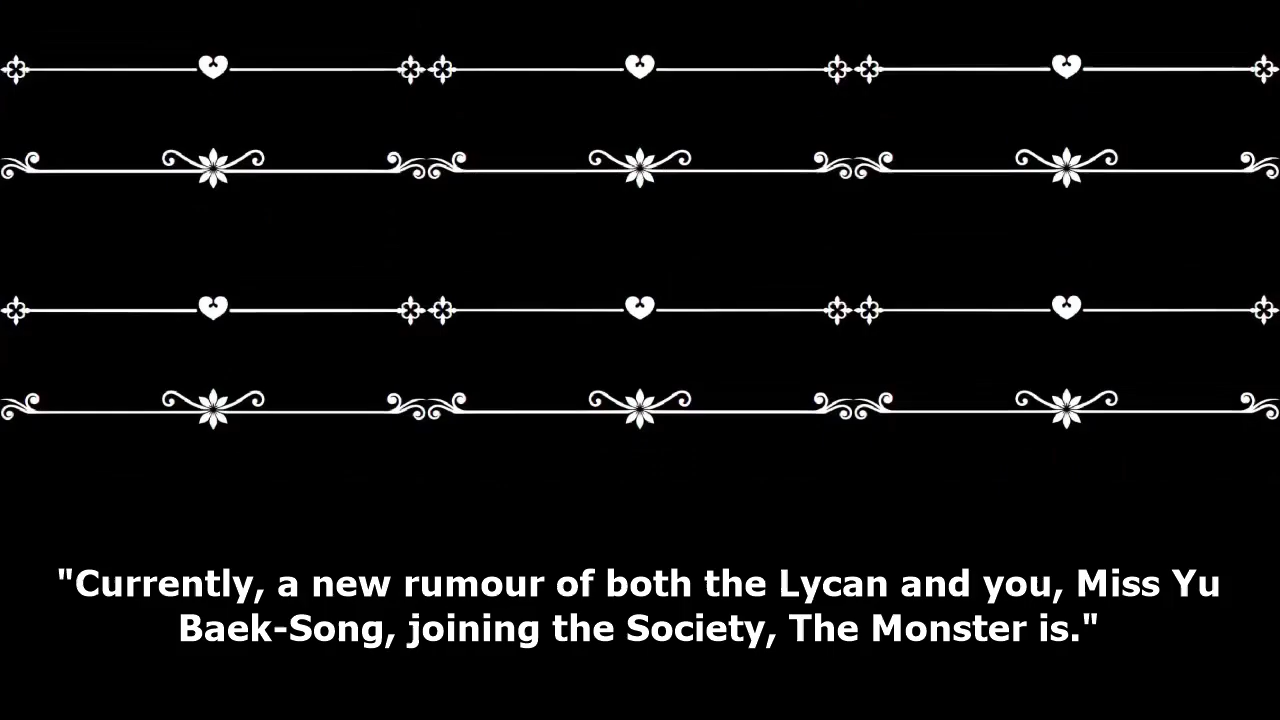 "Currently, a new rumour of both the Lycan and you, Miss Yu
Baek-Song, joining the Society, The Monster is."